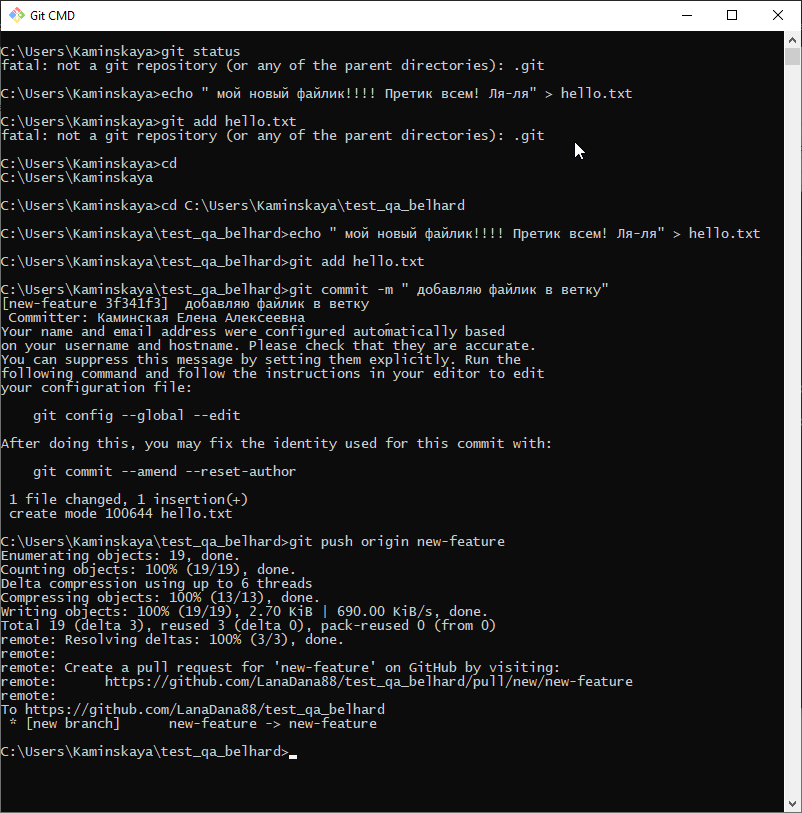 Git CMD
C:\Users\Kaminskaya>git status
fatal: not a git repository (or any of the parent directories): .git
C:\Users\Kaminskaya>echo " мой новый файлик!!!! Претик всем! Ля-ля" > hello.txt
C:\Users\Kaminskaya>git add hello.txt
fatal: not a git repository (or any of the parent directories): .git
C:\Users\Kaminskaya>cd
C:\Users\Kaminskaya
C:\Users\Kaminskaya>cd C:\Users\Kaminskaya\test_qa_belhard
C:\Users\Kaminskaya\test_qa_belhard>echo " мой новый файлик!!!! Претик всем! Ля-ля" > hello.txt
C:\Users\Kaminskaya\test_qa_belhard>git add hello.txt
C:\Users\Kaminskaya\test_qa_belhard>git commit -m " добавляю файлик в ветку"
[new-feature 3f341f3]  добавляю файлик в ветку
 Committer: Каминская Елена Алексеевна
Your name and email address were configured automatically based
on your username and hostname. Please check that they are accurate.
You can suppress this message by setting them explicitly. Run the
following command and follow the instructions in your editor to edit
your configuration file:
    git config --global --edit
After doing this, you may fix the identity used for this commit with:
    git commit --amend --reset-author
 1 file changed, 1 insertion(+)
 create mode 100644 hello.txt
C:\Users\Kaminskaya\test_qa_belhard>git push origin new-feature
Enumerating objects: 19, done.
Counting objects: 100% (19/19), done.
Delta compression using up to 6 threads
Compressing objects: 100% (13/13), done.
Writing objects: 100% (19/19), 2.70 KiB | 690.00 KiB/s, done.
Total 19 (delta 3), reused 3 (delta 0), pack-reused 0 (from 0)
remote: Resolving deltas: 100% (3/3), done.
remote:
remote: Create a pull request for 'new-feature' on GitHub by visiting:
remote:      https://github.com/LanaDana88/test_qa_belhard/pull/new/new-feature
remote:
To https://github.com/LanaDana88/test_qa_belhard
 * [new branch]      new-feature -> new-feature
C:\Users\Kaminskaya\test_qa_belhard>